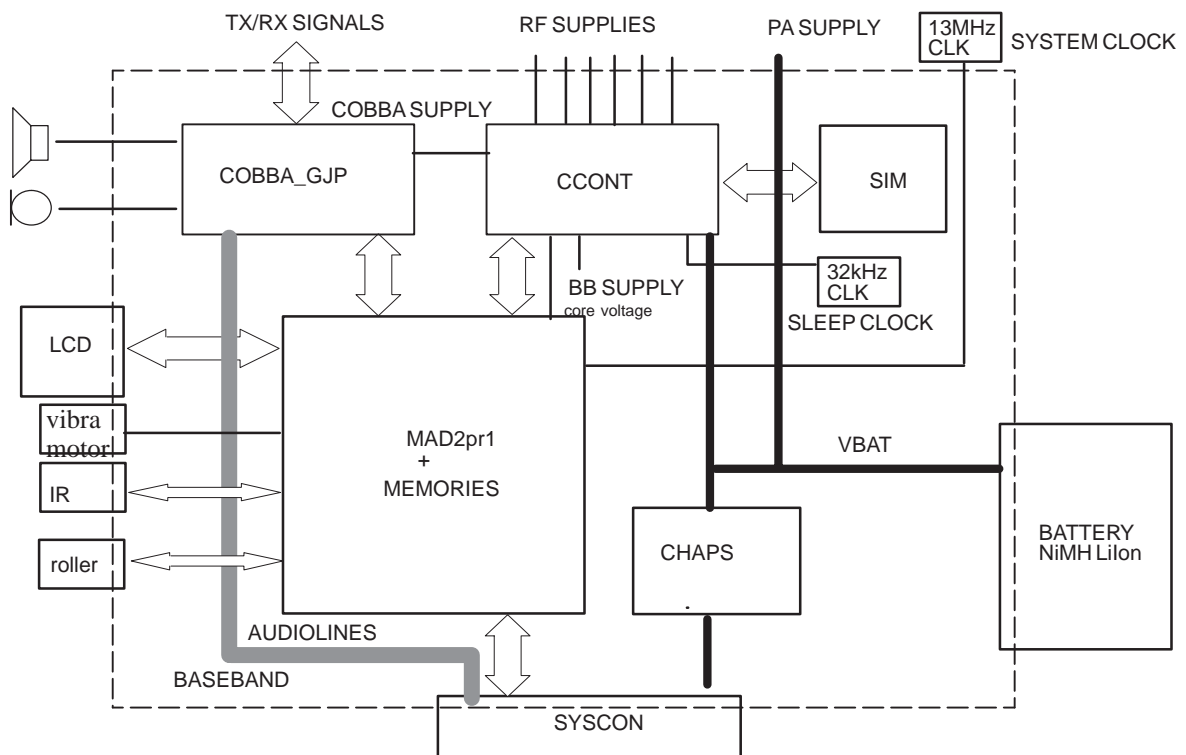 TX/RX SIGNALS
RF SUPPLIES
PA SUPPLY
13MHz
CLK
SYSTEM CLOCK
COBBA SUPPLY
COBBA_GJP
CCONT
SIM
BB SUPPLY
core voltage
32kHz
CLK
SLEEP CLOCK
LCD
vibra
motor
IR
roller
MAD2pr1
+
MEMORIES
VBAT
CHAPS
BATTERY
NiMH LiIon
AUDIOLINES
BASEBAND
SYSCON